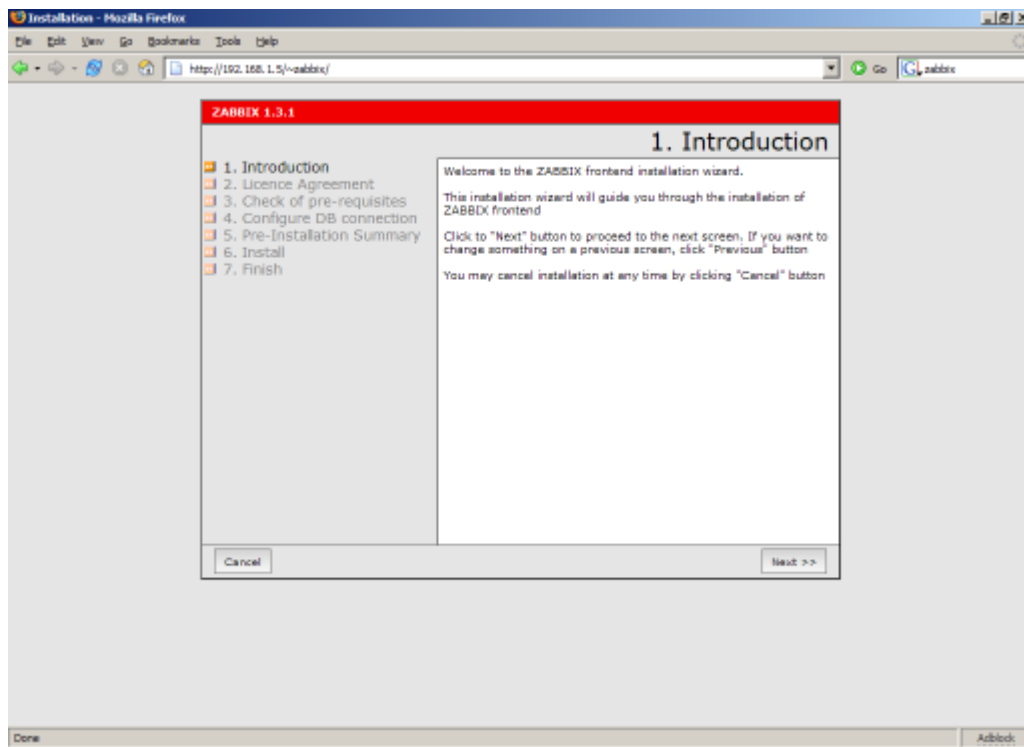 Installation - Mozilla Firefox
File Edit View Go Bookmarks Tools Help
http://192.168.1.5/~zabbix/
Go
zabbix
ZABBIX 1.3.1
1. Introduction
1. Introduction
2. Licence Agreement
3. Check of pre-requisites
4. Configure DB connection
5. Pre-Installation Summary
6. Install
7. Finish
Welcome to the ZABBIX frontend installation wizard.
This installation wizard will guide you through the installation of
ZABBIX frontend
Click to "Next" button to proceed to the next screen. If you want to
change something on a previous screen, click "Previous" button
You may cancel installation at any time by clicking "Cancel" button
Cancel
Next >>
Done
Adblock